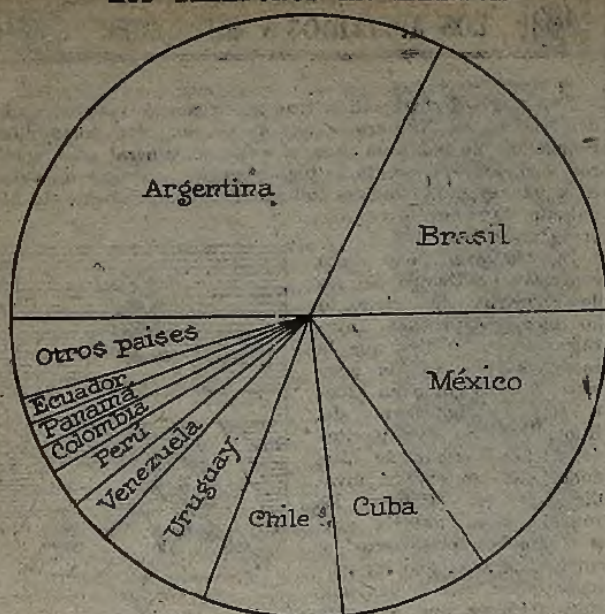 Argentina
Brasil
Otros paises
México
Ecuador
Panamá
Colombia
Perú
Venezuela
Uruguay
Chile
Cuba